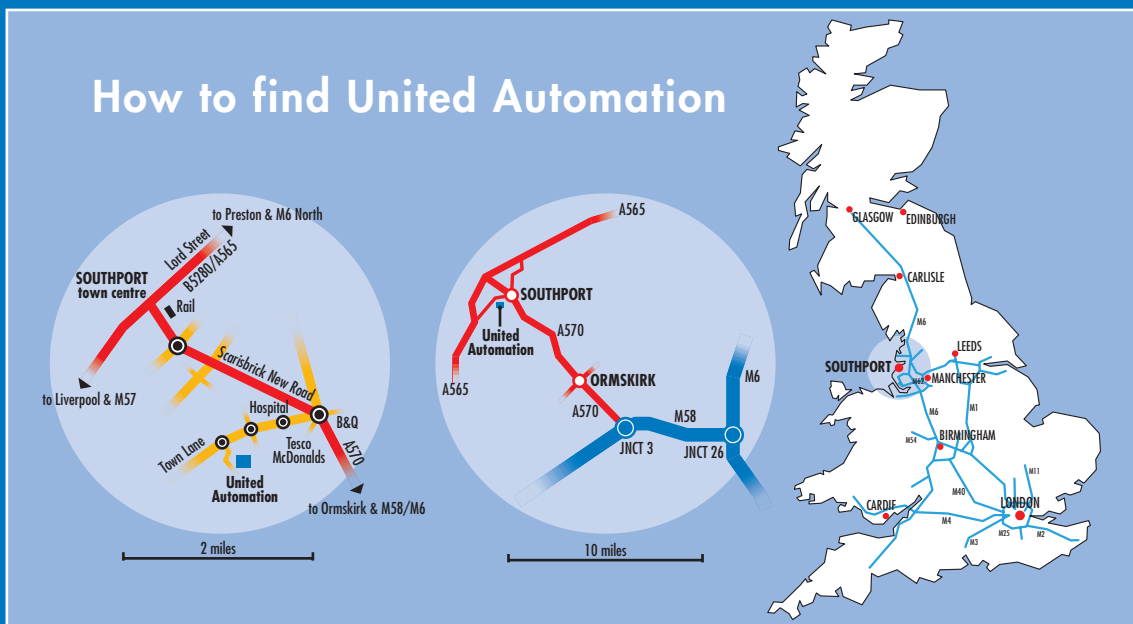 How to find United Automation
to Preston & M6 North
Lord Street
B5280/A565
SOUTHPORT
town centre
Rail
Scarisbrick New Road
to Liverpool & M57
Hospital
B&Q
Tesco
McDonalds
Town Lane
A570
United
Automation
to Ormskirk & M58/M6
2 miles
A565
SOUTHPORT
United
Automation
A570
A565
ORMSKIRK
A570
M6
M58
JNCT 3
JNCT 26
10 miles
GLASGOW
EDINBURGH
CARLISLE
M6
LEEDS
SOUTHPORT
M62
MANCHESTER
M6
M1
M54
BIRMINGHAM
M11
M40
CARDIF
LONDON
M4
M3
M25
M2